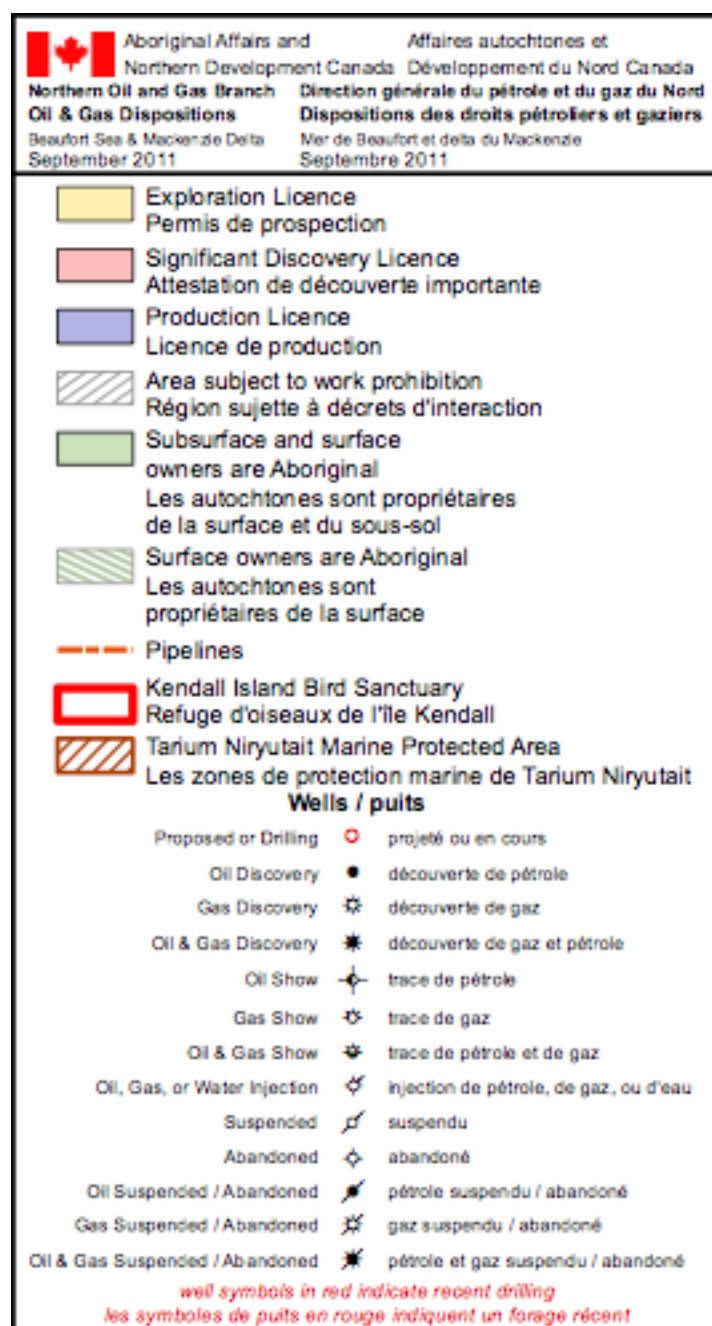 Aboriginal Affairs and Affaires autochtones et
Northern Development Canada Développement du Nord Canada
Northern Oil and Gas Branch Direction générale du pétrole et du gaz du Nord
Oil & Gas Dispositions Dispositions des droits pétroliers et gaziers
Beaufort Sea & Mackenzie Delta Mer de Beaufort et delta du Mackenzie
September 2011 Septembre 2011
Exploration Licence
Permis de prospection
Significant Discovery Licence
Attestation de découverte importante
Production Licence
Licence de production
Area subject to work prohibition
Région sujette à décrets d'interaction
Subsurface and surface
owners are Aboriginal
Les autochtones sont propriétaires
de la surface et du sous-sol
Surface owners are Aboriginal
Les autochtones sont
propriétaires de la surface
Pipelines
Kendall Island Bird Sanctuary
Refuge d'oiseaux de l'île Kendall
Tarium Niryutait Marine Protected Area
Les zones de protection marine de Tarium Niryutait
Wells / puits
Proposed or Drilling projeté ou en cours
Oil Discovery découverte de pétrole
Gas Discovery découverte de gaz
Oil & Gas Discovery découverte de gaz et pétrole
Oil Show trace de pétrole
Gas Show trace de gaz
Oil & Gas Show trace de pétrole et de gaz
Oil, Gas, or Water Injection injection de pétrole, de gaz, ou d'eau
Suspended suspendu
Abandoned abandoné
Oil Suspended / Abandoned pétrole suspendu / abandoné
Gas Suspended / Abandoned gaz suspendu / abandoné
Oil & Gas Suspended / Abandoned pétrole et gaz suspendu / abandoné
well symbols in red indicate recent drilling
les symboles de puits en rouge indiquent un forage récent